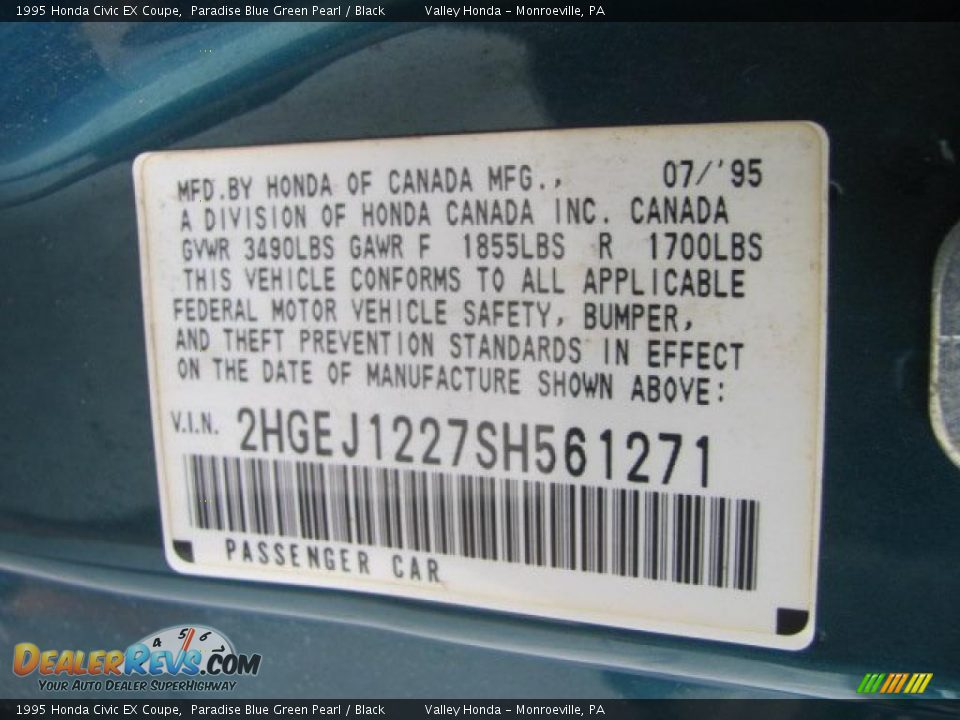 1995 Honda Civic EX Coupe, Paradise Blue Green Pearl / Black Valley Honda - Monroeville, PA
MFD.BY HONDA OF CANADA MFG., 07/'95
A DIVISION OF HONDA CANADA INC. CANADA
GVWR 3490LBS GAWR F 1855LBS R 1700LBS
THIS VEHICLE CONFORMS TO ALL APPLICABLE
FEDERAL MOTOR VEHICLE SAFETY, BUMPER,
AND THEFT PREVENTION STANDARDS IN EFFECT
ON THE DATE OF MANUFACTURE SHOWN ABOVE:
V.I.N. 2HGEJ1227SH561271
PASSENGER CAR
4 5 6 7
DEALERREVS.COM
YOUR AUTO DEALER SUPERHIGHWAY
1995 Honda Civic EX Coupe, Paradise Blue Green Pearl / Black Valley Honda - Monroeville, PA